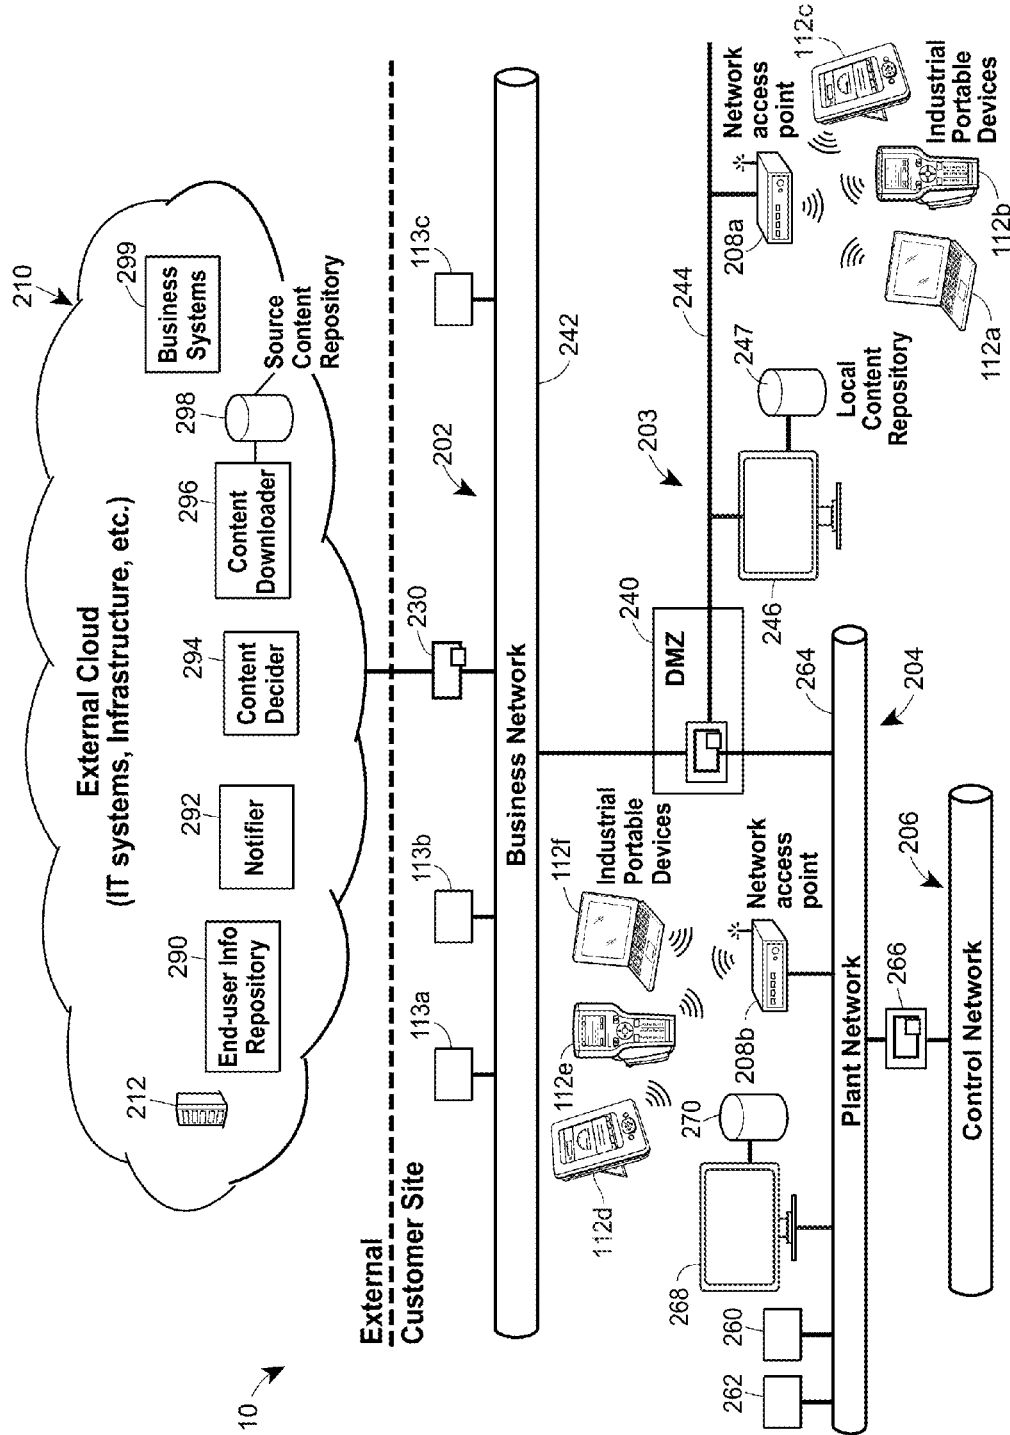 10
External Cloud
(IT systems, Infrastructure, etc.)
210
212
290
End-user Info
Repository
292
Notifier
294
Content
Decider
296
Content
Downloader
298
Source
Content
Repository
299
Business
Systems
External
Customer Site
113a
113b
230
202
113c
Business Network
242
112d
112e
112f
Industrial
Portable
Devices
240
DMZ
203
244
246
247
Local
Content
Repository
208a
Network
access
point
112a
112b
112c
Industrial
Portable
Devices
262
260
268
270
208b
Network
access
point
Plant Network
264
204
266
206
Control Network